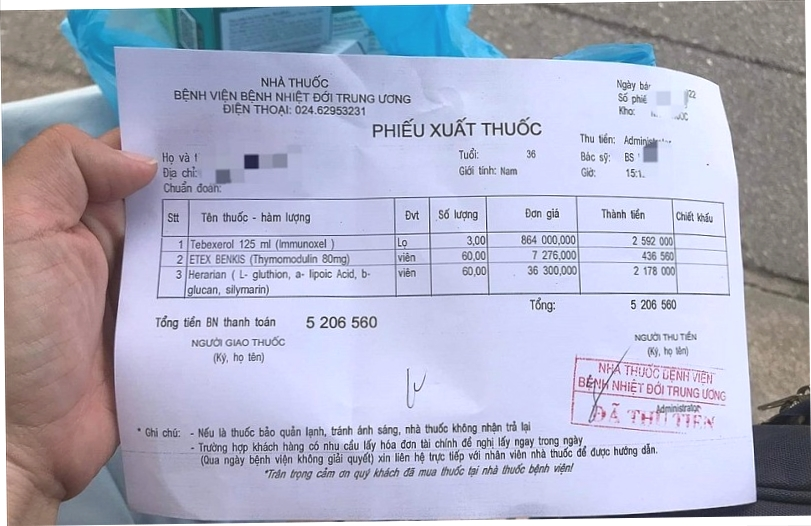 NHÀ THUỐC
BỆNH VIỆN BỆNH NHIỆT ĐỚI TRUNG ƯƠNG
ĐIỆN THOẠI: 024.62953231
Ngày bá
Số phiế 22
Kho:
PHIẾU XUẤT THUỐC
Thu tiền: Administrator
Họ và t
Tuổi: 36
Bác sỹ: BS
Địa chỉ:
Giới tính: Nam
Giờ: 15:1
Chuẩn đoán:
Stt Tên thuốc - hàm lượng Đvt Số lượng Đơn giá Thành tiền Chiết khấu
1 Tebexerol 125 ml (Immunoxel ) Lọ 3,00 864 000,000 2 592 000
2 ETEX BENKIS (Thymomodulin 80mg) viên 60,00 7 276,000 436 560
3 Herarian ( L- gluthion, a- lipoic Acid, b- viên 60,00 36 300,000 2 178 000
glucan, silymarin)
Tổng: 5 206 560
Tổng tiền BN thanh toán 5 206 560
NGƯỜI GIAO THUỐC
(Ký, họ tên)
NGƯỜI THU TIỀN
(Ký, họ tên)
NHÀ THUỐC BỆNH VIỆN
BỆNH NHIỆT ĐỚI TRUNG ƯƠNG
Administrator
ĐÃ THU TIỀN
* Ghi chú: - Nếu là thuốc bảo quản lạnh, tránh ánh sáng, nhà thuốc không nhận trả lại
- Trường hợp khách hàng có nhu cầu lấy hóa đơn tài chính đề nghị lấy ngay trong ngày
(Qua ngày bệnh viện không giải quyết) xin liên hệ trực tiếp với nhân viên nhà thuốc để được hướng dẫn.
*Trân trọng cảm ơn quý khách đã mua thuốc tại nhà thuốc bệnh viện!